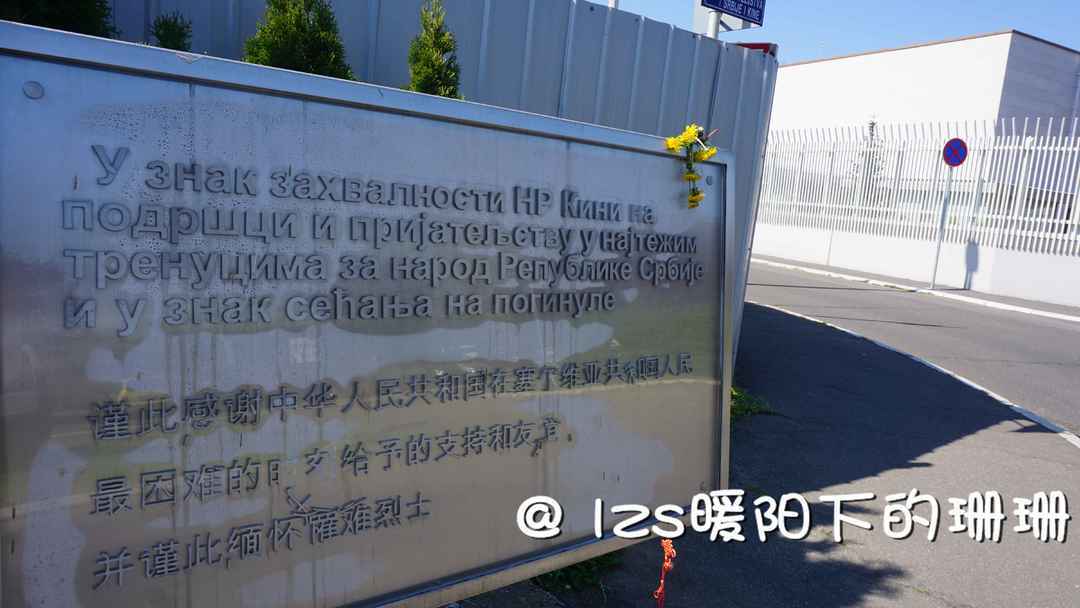 SRBIJE I KINE
У знак захвалности НР Кини на
подршци и пријатељству у најтежим
тренуцима за народ Републике Србије
и у знак сећања на погинуле
谨此感谢中华人民共和国在塞尔维亚共和国人民
最困难的时刻给予的支持和友谊
并谨此缅怀罹难烈士
@lzs暖阳下的珊珊